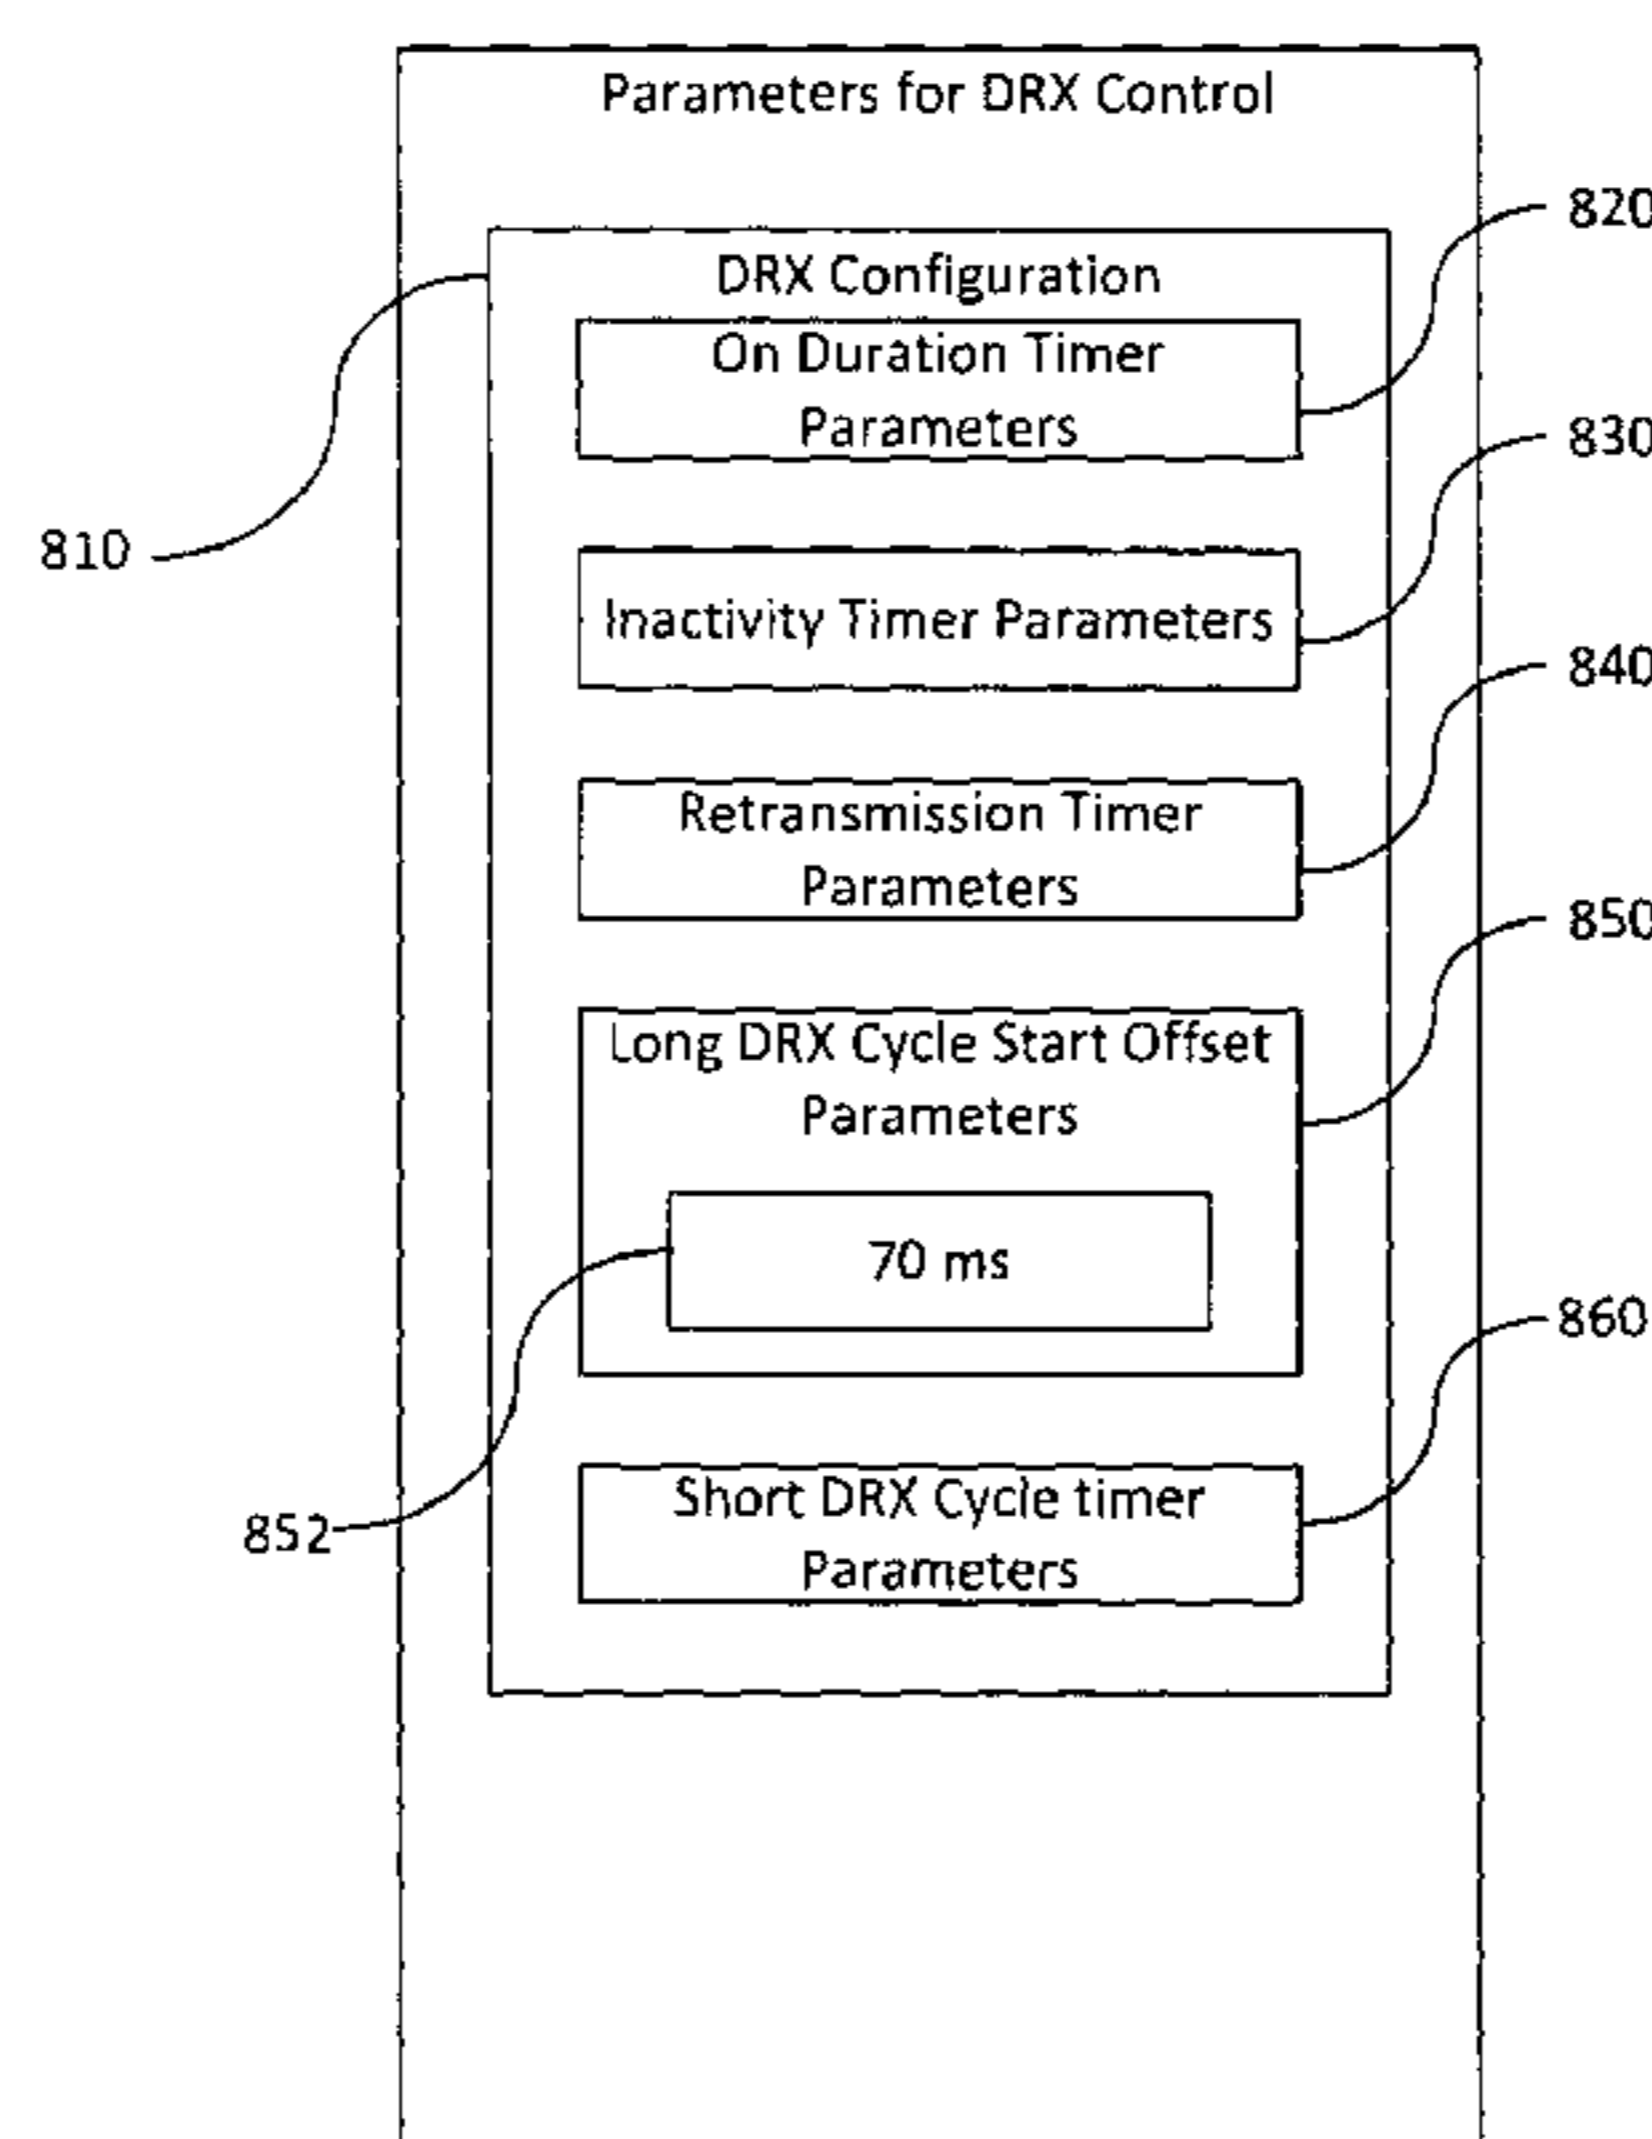 Parameters for DRX Control
820
DRX Configuration
On Duration Timer
Parameters
830
810
Inactivity Timer Parameters
840
Retransmission Timer
Parameters
850
Long DRX Cycle Start Offset
Parameters
70 ms
860
852
Short DRX Cycle timer
Parameters